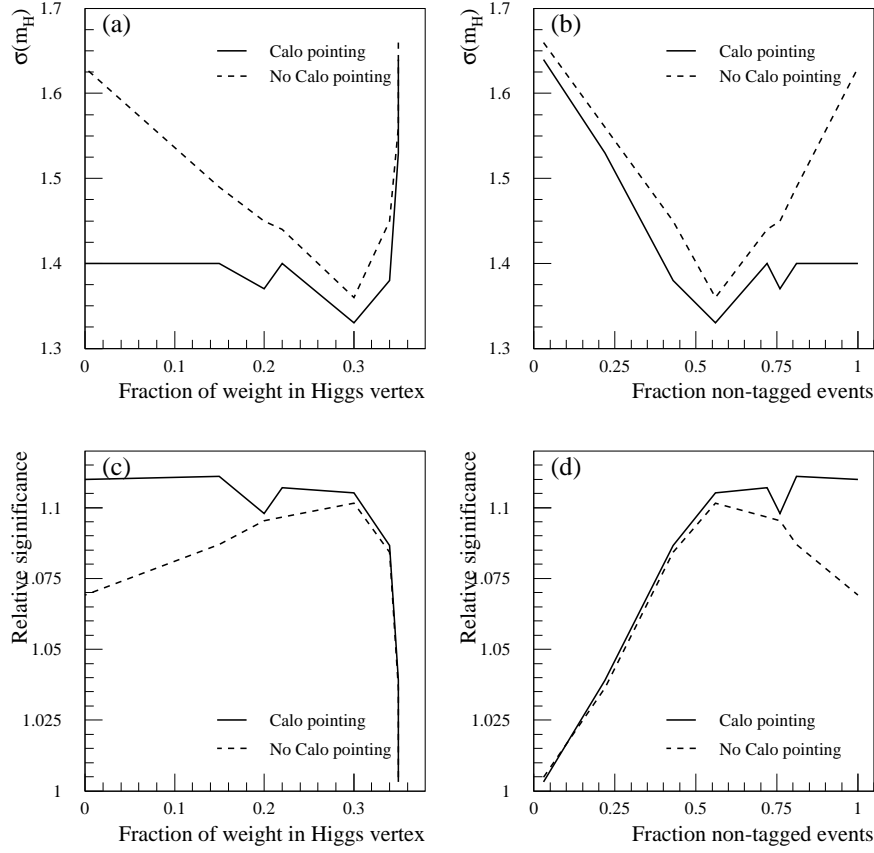 (a)
σ(m_H)
1.7
1.6
1.5
1.4
1.3
Calo pointing
No Calo pointing
0 0.1 0.2 0.3
Fraction of weight in Higgs vertex
(b)
σ(m_H)
1.7
1.6
1.5
1.4
1.3
Calo pointing
No Calo pointing
0 0.25 0.5 0.75 1
Fraction non-tagged events
(c)
Relative siginificance
1.1
1.075
1.05
1.025
1
Calo pointing
No Calo pointing
0 0.1 0.2 0.3
Fraction of weight in Higgs vertex
(d)
Relative siginificance
1.1
1.075
1.05
1.025
1
Calo pointing
No Calo pointing
0 0.25 0.5 0.75 1
Fraction non-tagged events